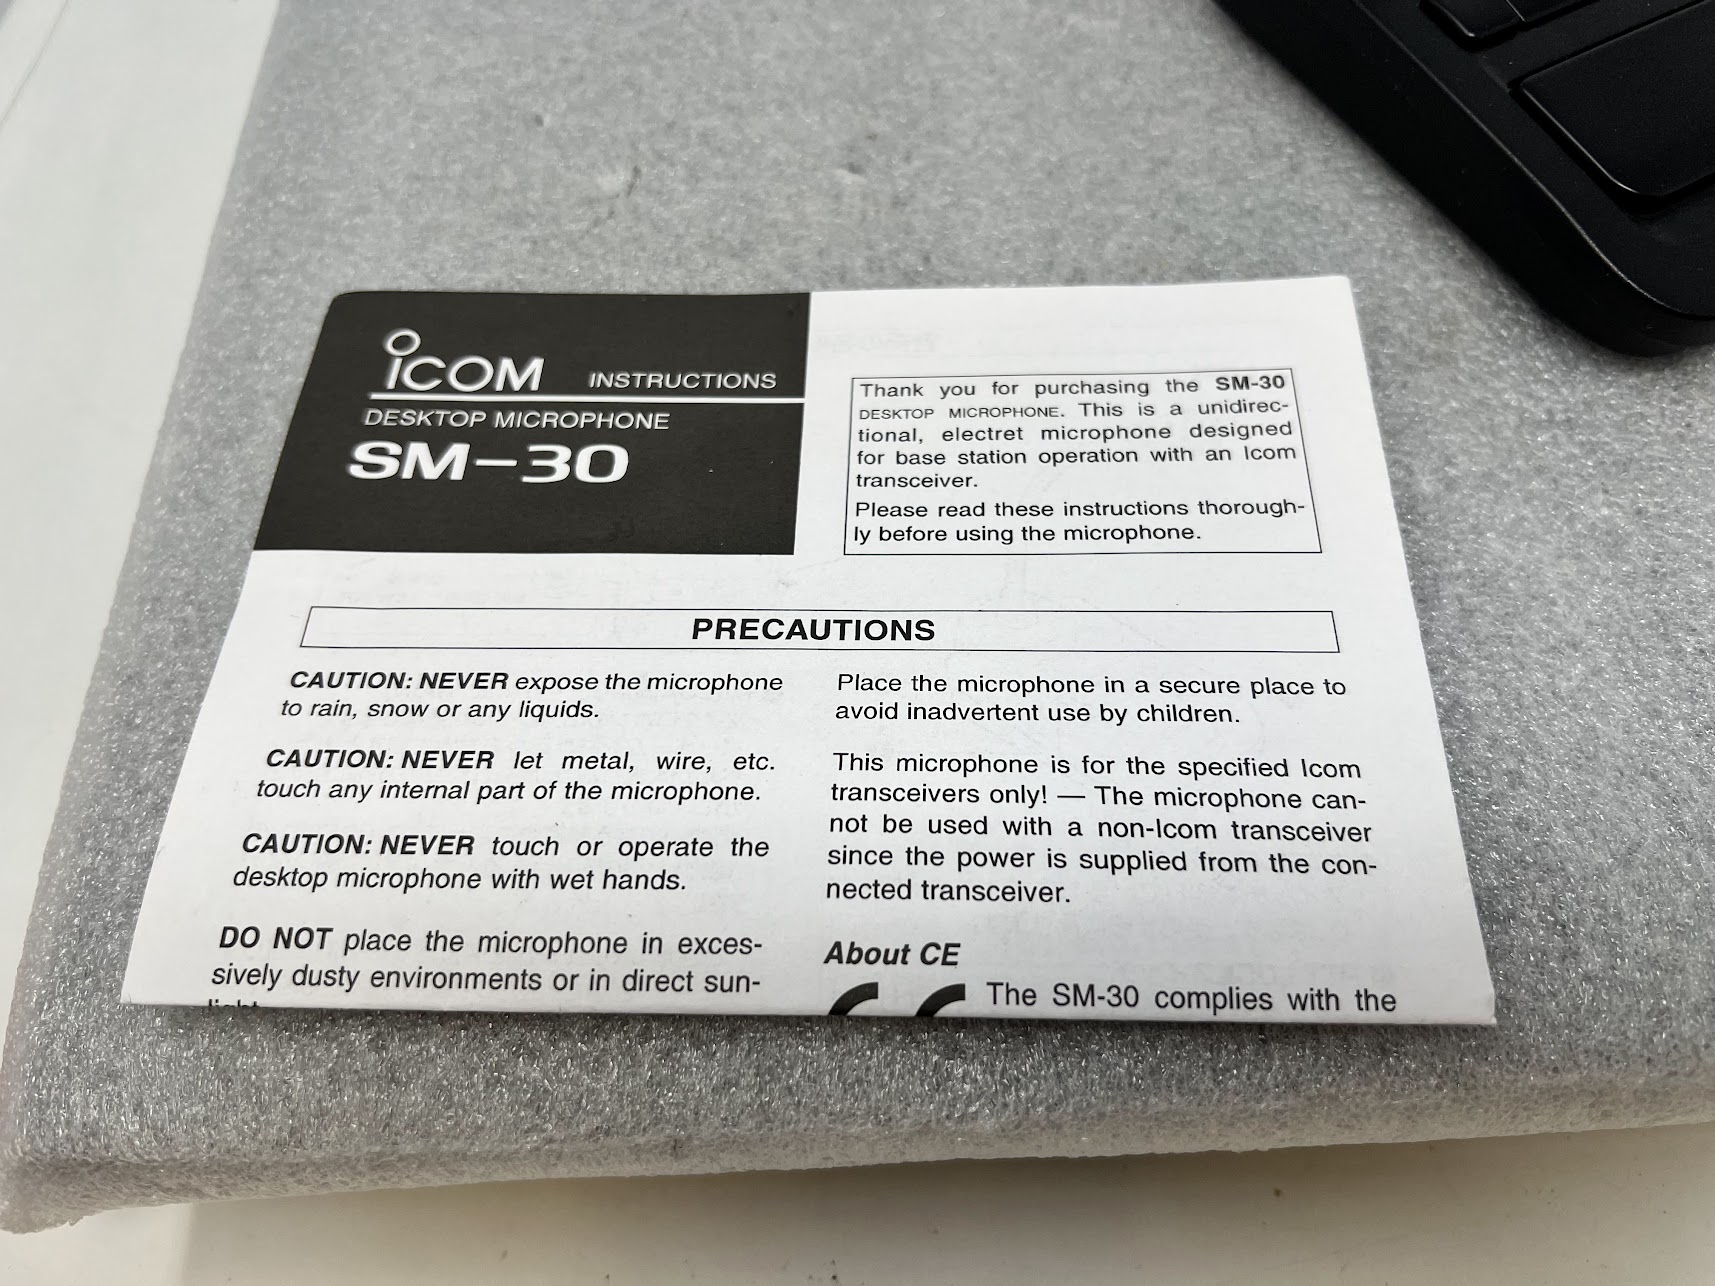 iCOM INSTRUCTIONS
DESKTOP MICROPHONE
SM-30
Thank you for purchasing the SM-30
DESKTOP MICROPHONE. This is a unidirec-
tional, electret microphone designed
for base station operation with an Icom
transceiver.
Please read these instructions thorough-
ly before using the microphone.
PRECAUTIONS
CAUTION: NEVER expose the microphone
to rain, snow or any liquids.
CAUTION: NEVER let metal, wire, etc.
touch any internal part of the microphone.
CAUTION: NEVER touch or operate the
desktop microphone with wet hands.
DO NOT place the microphone in exces-
sively dusty environments or in direct sun-
light.
Place the microphone in a secure place to
avoid inadvertent use by children.
This microphone is for the specified Icom
transceivers only! — The microphone can-
not be used with a non-Icom transceiver
since the power is supplied from the con-
nected transceiver.
About CE
CE The SM-30 complies with the